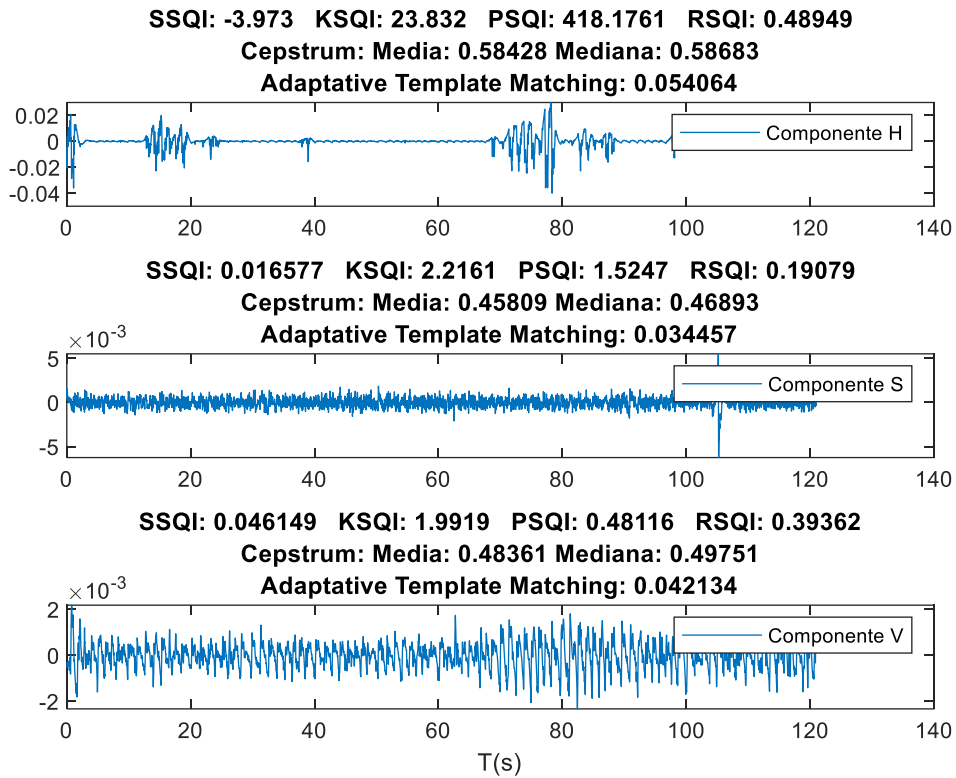 SSQI: -3.973 KSQI: 23.832 PSQI: 418.1761 RSQI: 0.48949
Cepstrum: Media: 0.58428 Mediana: 0.58683
Adaptative Template Matching: 0.054064
0.02
0
-0.02
-0.04
Componente H
0 20 40 60 80 100 120 140
SSQI: 0.016577 KSQI: 2.2161 PSQI: 1.5247 RSQI: 0.19079
Cepstrum: Media: 0.45809 Mediana: 0.46893
Adaptative Template Matching: 0.034457
×10⁻³
5
0
-5
Componente S
0 20 40 60 80 100 120 140
SSQI: 0.046149 KSQI: 1.9919 PSQI: 0.48116 RSQI: 0.39362
Cepstrum: Media: 0.48361 Mediana: 0.49751
Adaptative Template Matching: 0.042134
×10⁻³
2
0
-2
Componente V
0 20 40 60 80 100 120 140
T(s)